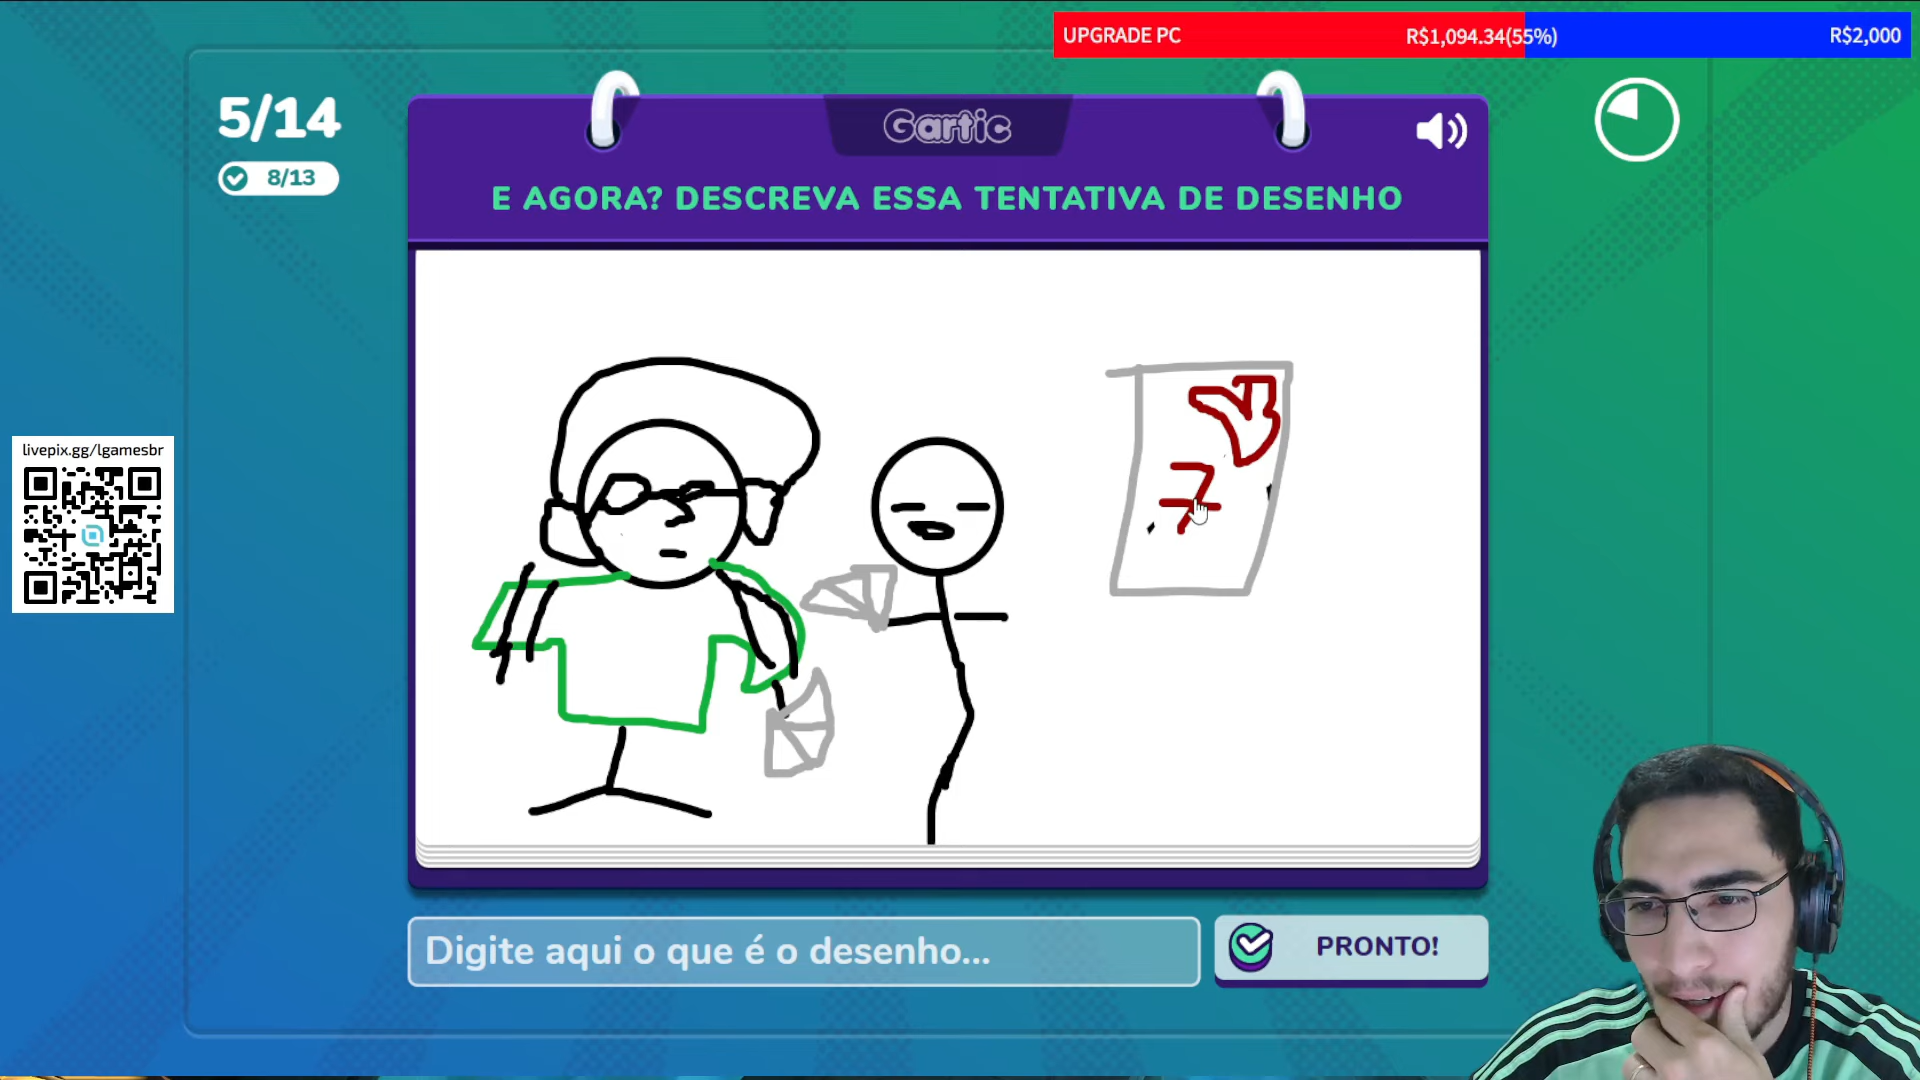 UPGRADE PC R$1,094.34(55%) R$2,000
5/14
8/13
Gartic
E AGORA? DESCREVA ESSA TENTATIVA DE DESENHO
livepix.gg/lgamesbr
7
Digite aqui o que é o desenho...
PRONTO!